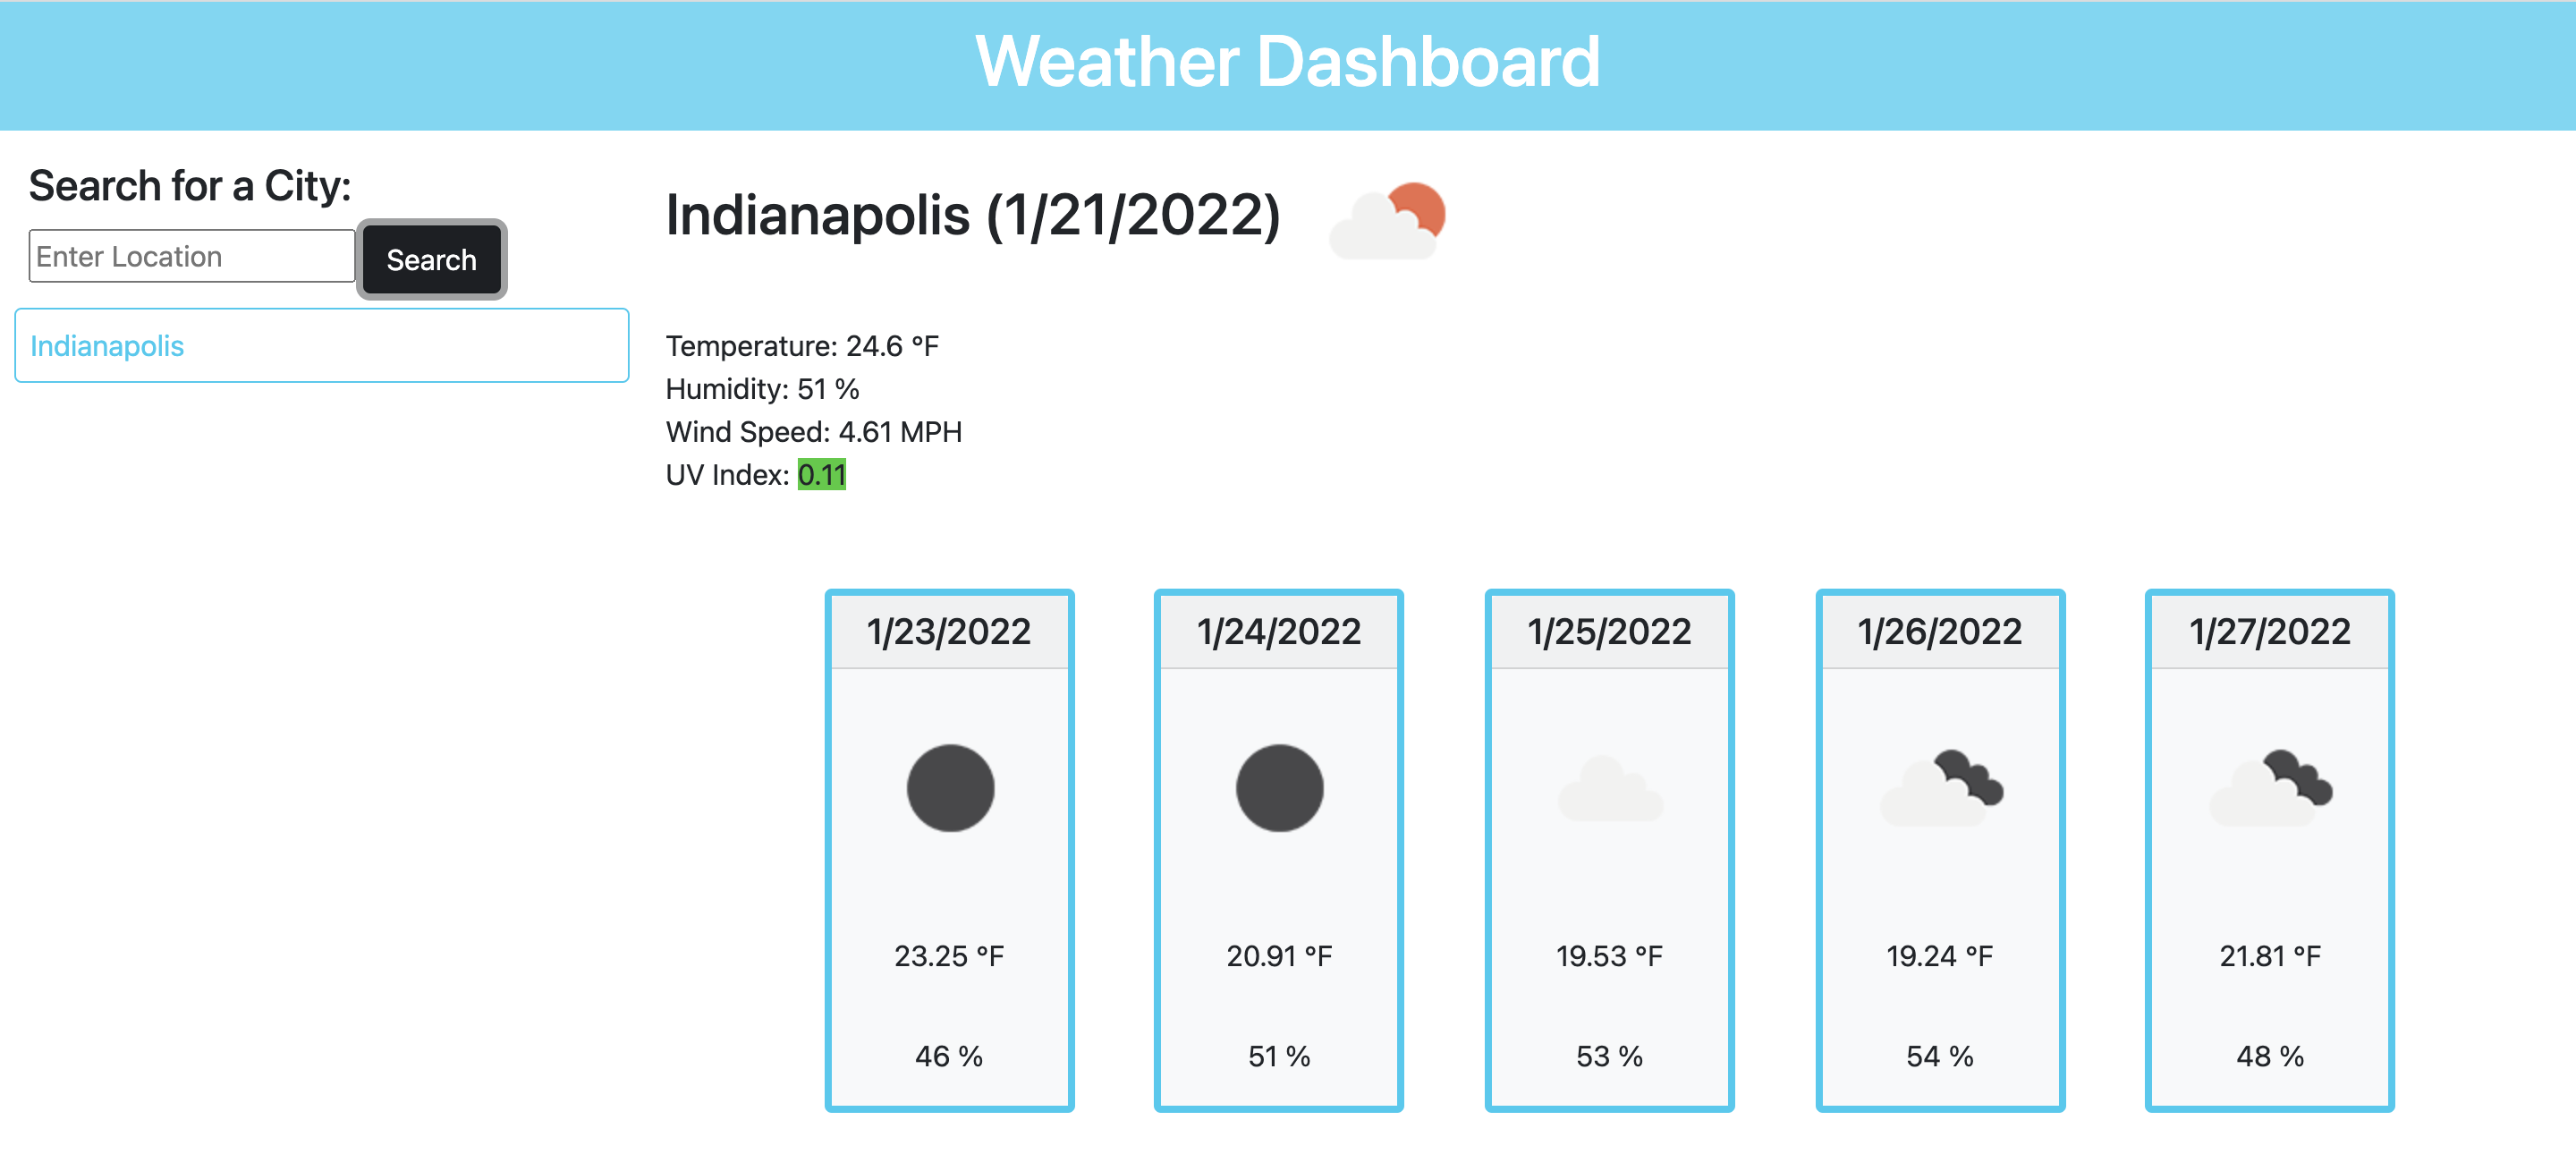 Weather Dashboard
Search for a City:
Enter Location
Search
Indianapolis
Indianapolis (1/21/2022)
Temperature: 24.6 °F
Humidity: 51 %
Wind Speed: 4.61 MPH
UV Index: 0.11
1/23/2022
23.25 °F
46 %
1/24/2022
20.91 °F
51 %
1/25/2022
19.53 °F
53 %
1/26/2022
19.24 °F
54 %
1/27/2022
21.81 °F
48 %